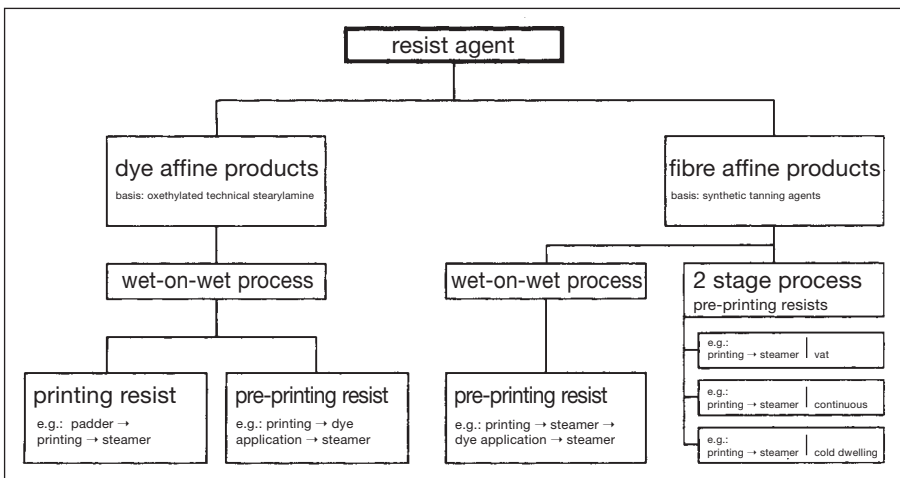 resist agent
dye affine products
basis: oxethylated technical stearylamine
fibre affine products
basis: synthetic tanning agents
wet-on-wet process
wet-on-wet process
2 stage process
pre-printing resists
printing resist
e.g.: padder →
printing → steamer
pre-printing resist
e.g.: printing → dye
application → steamer
pre-printing resist
e.g.: printing → steamer →
dye application → steamer
e.g.:
printing → steamer | vat
e.g.:
printing → steamer | continuous
e.g.:
printing → steamer | cold dwelling